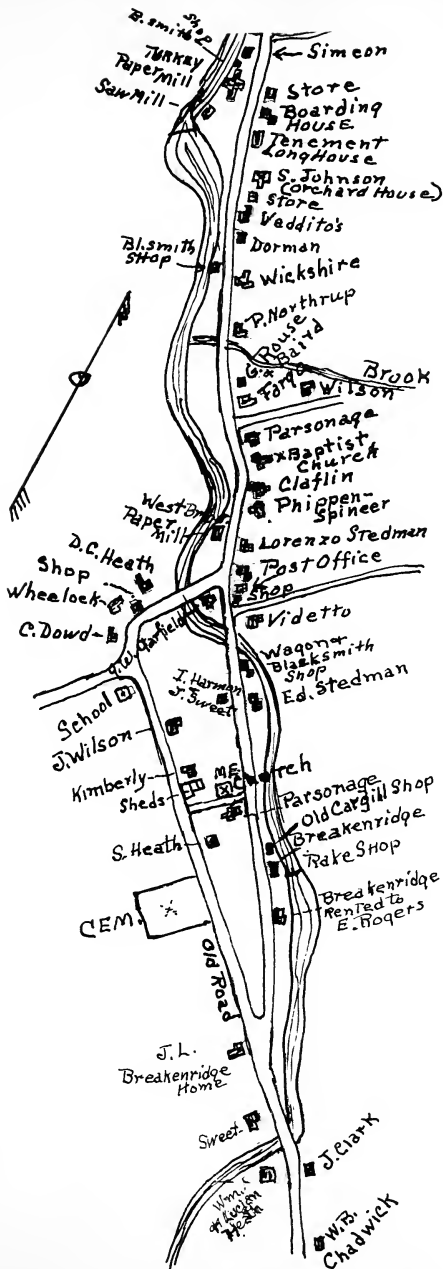 B. smith
Shop
TURKEY
Paper Mill
Saw Mill
Simeon
Store
Boarding
HOUSE
Tenement
Long House
S. Johnson
(Orchard House)
Store
Veddito's
Dorman
Bl. smith
SHOP
Wickshire
P. Northrup
Rouse
G. & Baird
Fargo
Wilson
Brook
Parsonage
x Baptist
Church
Claflin
Phippen-
Spineer
West Br.
Paper
Mill
Lorenzo Stedman
Post Office
Shop
D.C. Heath
Shop
Wheelock
C. Dowd
Videtto
Garfield
Wagon &
Blacksmith
Shop
I. Harmon
J. Sweet
Ed. Stedman
School
J. Wilson
Kimberly
Sheds
M.E.
Church
Parsonage
Old Cargill Shop
Breakenridge
Rake Shop
S. Heath
Breakenridge
Rented to
E. Rogers
CEM.
Old Road
J. L.
Breakenridge
Home
Sweet
J. Clark
Wm.
& Lucian
Heath
W. B.
Chadwick